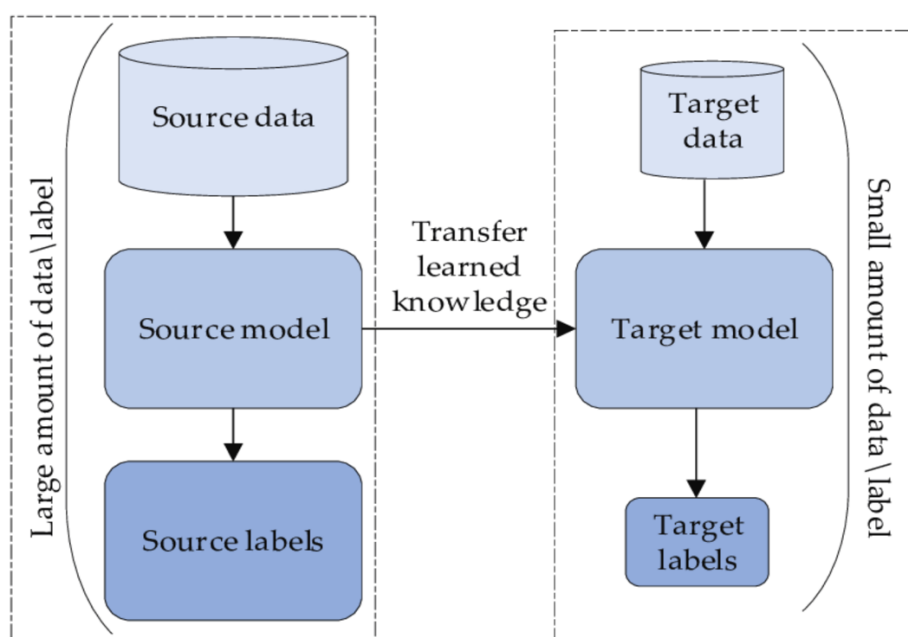 Large amount of data\label
Source data
Source model
Source labels
Transfer
learned
knowledge
Target
data
Target model
Target
labels
Small amount of data\label